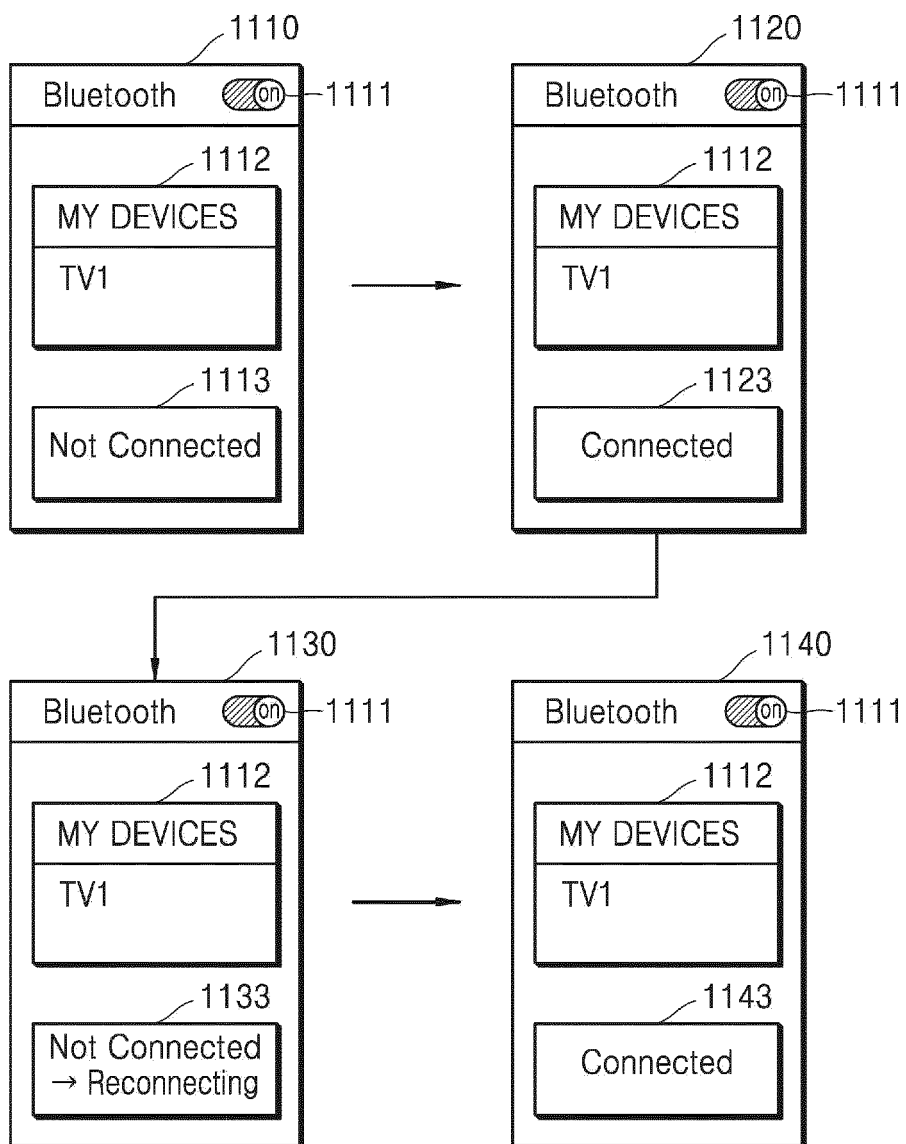 1110
Bluetooth on 1111
1112
MY DEVICES
TV1
1113
Not Connected
1120
Bluetooth on 1111
1112
MY DEVICES
TV1
1123
Connected
1130
Bluetooth on 1111
1112
MY DEVICES
TV1
1133
Not Connected
→ Reconnecting
1140
Bluetooth on 1111
1112
MY DEVICES
TV1
1143
Connected